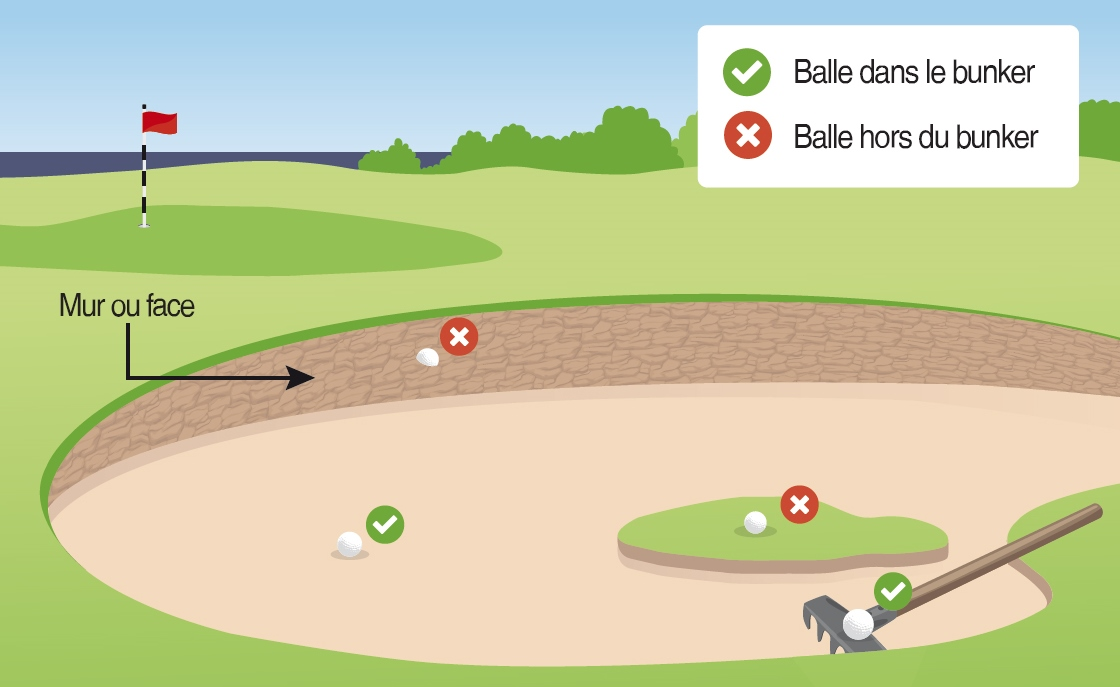 Balle dans le bunker
Balle hors du bunker
Mur ou face